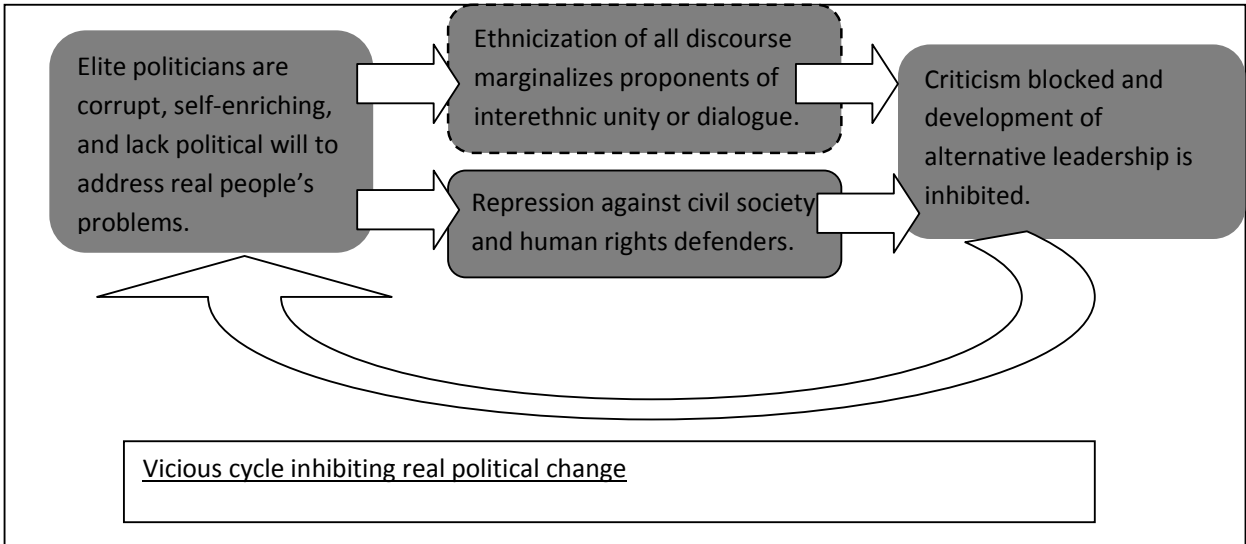 Elite politicians are
corrupt, self-enriching,
and lack political will to
address real people's
problems.
Ethnicization of all discourse
marginalizes proponents of
interethnic unity or dialogue.
Repression against civil society
and human rights defenders.
Criticism blocked and
development of
alternative leadership is
inhibited.
Vicious cycle inhibiting real political change